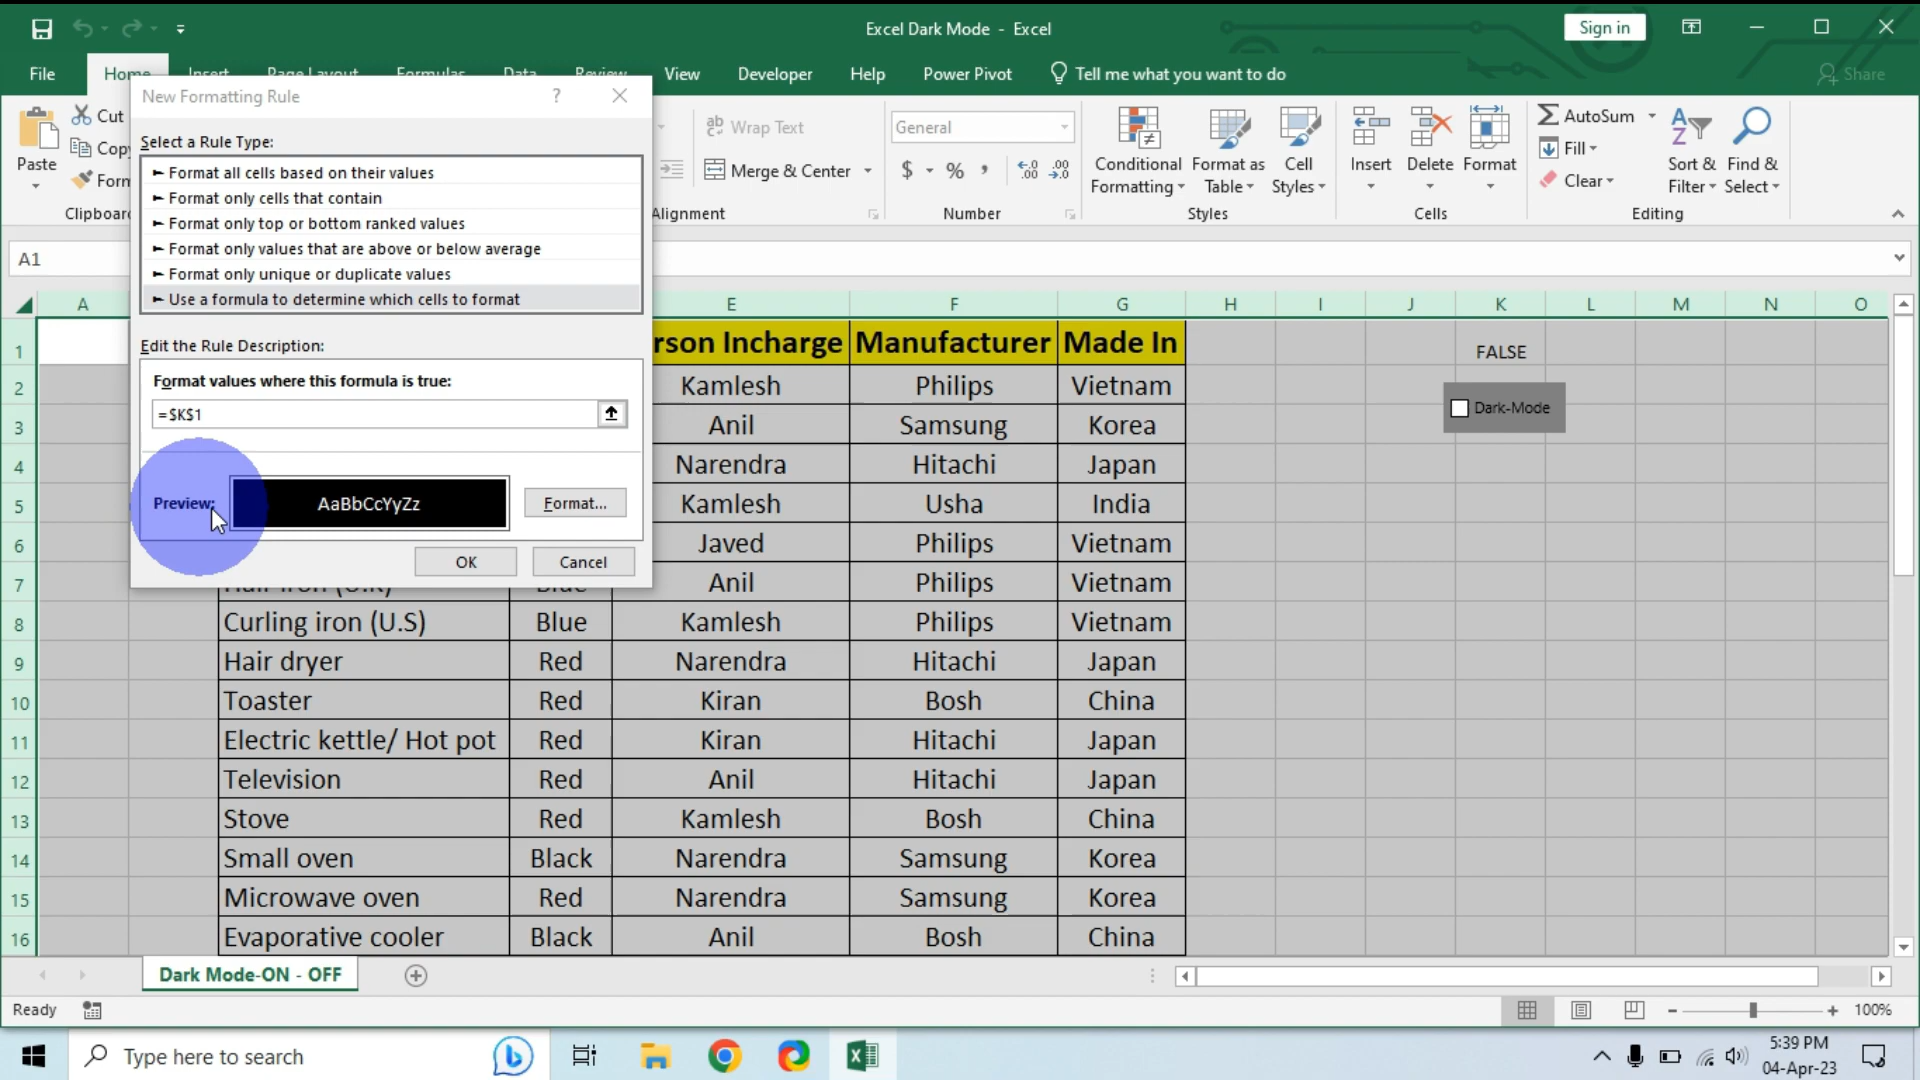 Excel Dark Mode - Excel
Sign in
File
Home
Insert
Page Layout
Formulas
Data
Review
View
Developer
Help
Power Pivot
Tell me what you want to do
Share
Paste
Cut
Copy
Form
Clipboard
Wrap Text
Merge & Center
Alignment
General
$ % ,
Number
Conditional Formatting
Format as Table
Cell Styles
Styles
Insert
Delete
Format
Cells
AutoSum
Fill
Clear
Sort & Filter
Find & Select
Editing
New Formatting Rule
Select a Rule Type:
► Format all cells based on their values
► Format only cells that contain
► Format only top or bottom ranked values
► Format only values that are above or below average
► Format only unique or duplicate values
► Use a formula to determine which cells to format
Edit the Rule Description:
Format values where this formula is true:
=$K$1
Preview:
AaBbCcYyZz
Format...
OK
Cancel
A1
A E F G H I J K L M N O
1 rson Incharge Manufacturer Made In FALSE
2 Kamlesh Philips Vietnam
Dark-Mode
3 Anil Samsung Korea
4 Narendra Hitachi Japan
5 Kamlesh Usha India
6 Javed Philips Vietnam
7 Hair iron (U.K) Blue Anil Philips Vietnam
8 Curling iron (U.S) Blue Kamlesh Philips Vietnam
9 Hair dryer Red Narendra Hitachi Japan
10 Toaster Red Kiran Bosh China
11 Electric kettle/ Hot pot Red Kiran Hitachi Japan
12 Television Red Anil Hitachi Japan
13 Stove Red Kamlesh Bosh China
14 Small oven Black Narendra Samsung Korea
15 Microwave oven Red Narendra Samsung Korea
16 Evaporative cooler Black Anil Bosh China
Dark Mode-ON - OFF
Ready
100%
Type here to search
5:39 PM
04-Apr-23